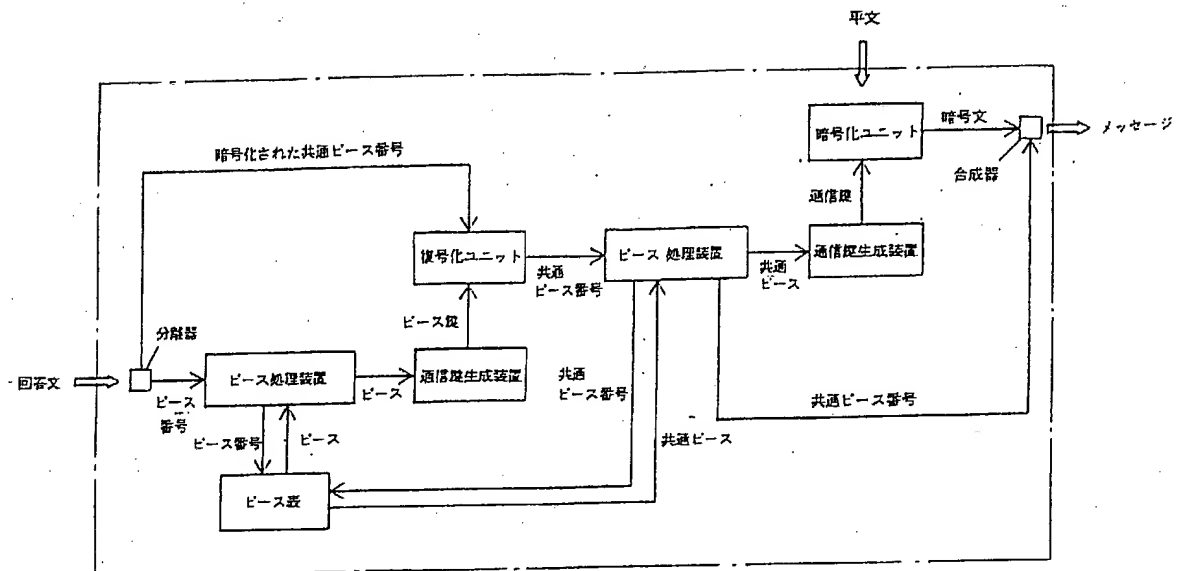 平文
暗号化ユニット
暗号文
メッセージ
合成器
暗号化された共通ピース番号
通信鍵
復号化ユニット
共通
ピース番号
ピース 処理装置
共通
ピース
通信鍵生成装置
ピース鍵
分離器
回答文
ピース
番号
ピース処理装置
ピース
通信鍵生成装置
共通
ピース番号
共通ピース番号
ピース番号
ピース
共通ピース
ピース表